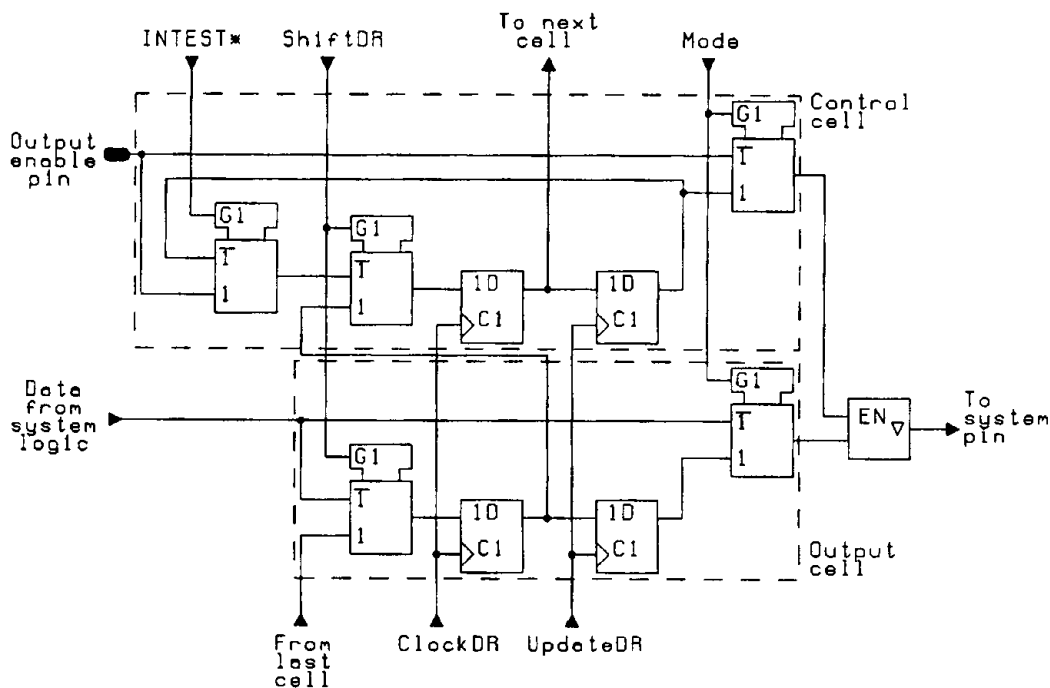 INTEST*
ShiftDR
To next
cell
Mode
Control
cell
Output
enable
pin
G1
T
1
G1
T
1
G1
T
1
1D
C1
1D
C1
Data
from
system
logic
G1
T
1
EN
To
system
pin
G1
T
1
1D
C1
1D
C1
Output
cell
From
last
cell
ClockDR
UpdateDR